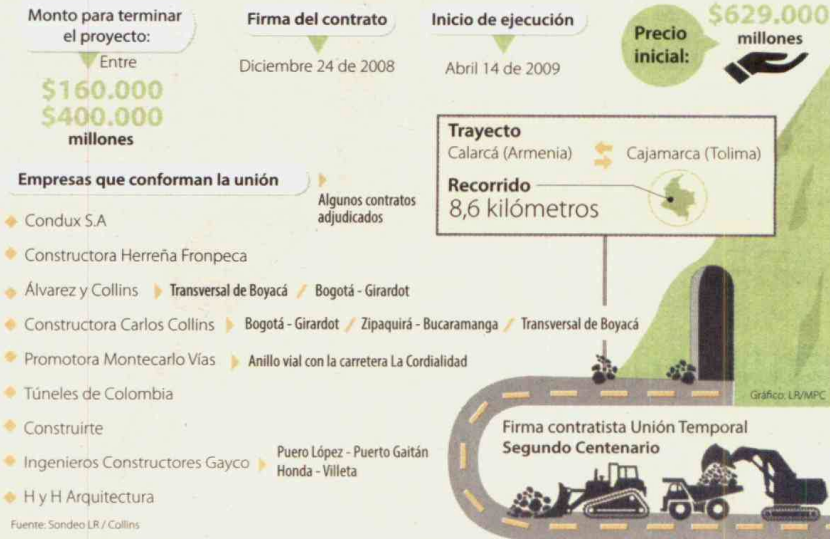 Monto para terminar
el proyecto:
Entre
$160.000
$400.000
millones
Firma del contrato
Diciembre 24 de 2008
Inicio de ejecución
Abril 14 de 2009
Precio
inicial:
$629.000
millones
Trayecto
Calarcá (Armenia)
Cajamarca (Tolima)
Recorrido
8,6 kilómetros
Empresas que conforman la unión
Algunos contratos
adjudicados
Condux S.A
Constructora Herreña Fronpeca
Álvarez y Collins
Transversal de Boyacá / Bogotá - Girardot
Constructora Carlos Collins
Bogotá - Girardot / Zipaquirá - Bucaramanga / Transversal de Boyacá
Promotora Montecarlo Vías
Anillo vial con la carretera La Cordialidad
Túneles de Colombia
Construirte
Ingenieros Constructores Gayco
Puero López - Puerto Gaitán
Honda - Villeta
H y H Arquitectura
Fuente: Sondeo LR / Collins
Gráfico: LR/MPC
Firma contratista Unión Temporal
Segundo Centenario